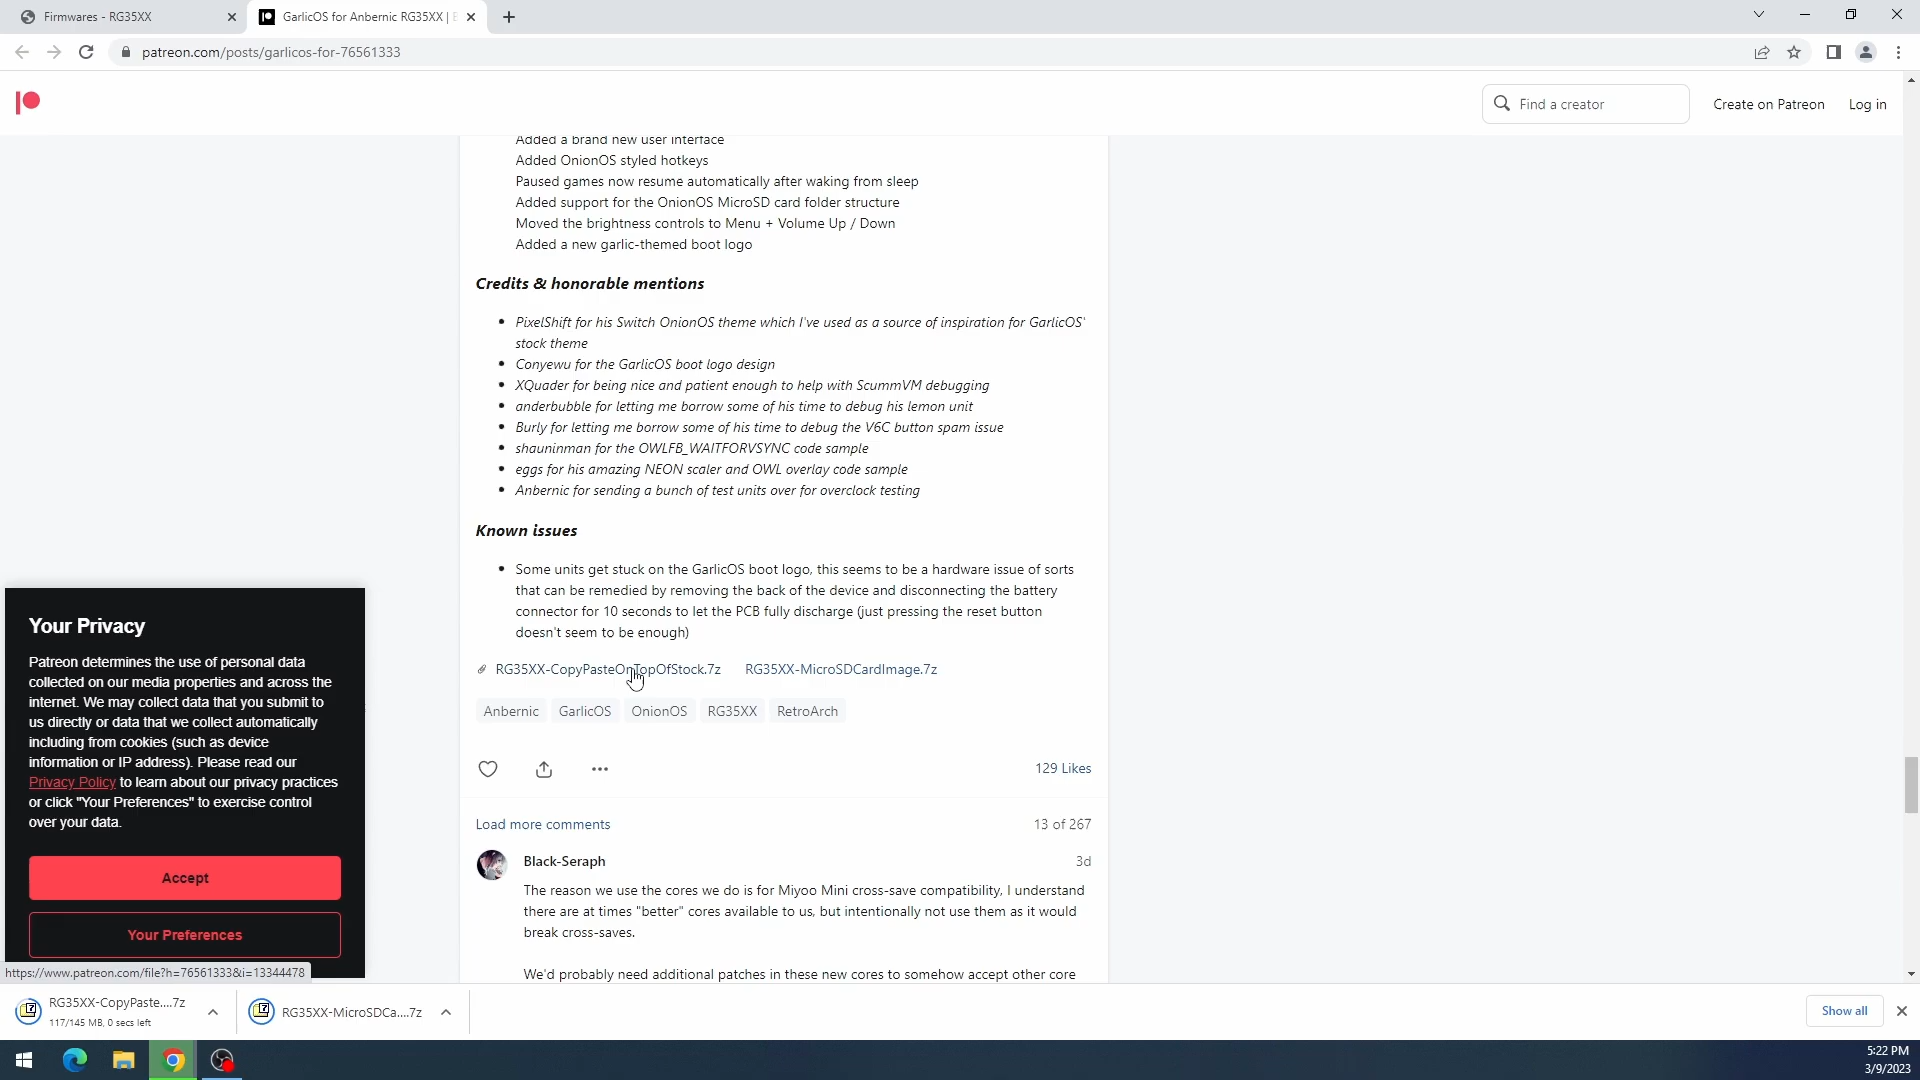 Firmwares - RG35XX
GarlicOS for Anbernic RG35XX |
patreon.com/posts/garlicos-for-76561333
Find a creator
Create on Patreon
Log in
Added a brand new user interface
Added OnionOS styled hotkeys
Paused games now resume automatically after waking from sleep
Added support for the OnionOS MicroSD card folder structure
Moved the brightness controls to Menu + Volume Up / Down
Added a new garlic-themed boot logo
Credits & honorable mentions
PixelShift for his Switch OnionOS theme which I've used as a source of inspiration for GarlicOS'
stock theme
Conyewu for the GarlicOS boot logo design
XQuader for being nice and patient enough to help with ScummVM debugging
anderbubble for letting me borrow some of his time to debug his lemon unit
Burly for letting me borrow some of his time to debug the V6C button spam issue
shauninman for the OWLFB_WAITFORVSYNC code sample
eggs for his amazing NEON scaler and OWL overlay code sample
Anbernic for sending a bunch of test units over for overclock testing
Known issues
Some units get stuck on the GarlicOS boot logo, this seems to be a hardware issue of sorts
that can be remedied by removing the back of the device and disconnecting the battery
connector for 10 seconds to let the PCB fully discharge (just pressing the reset button
doesn't seem to be enough)
RG35XX-CopyPasteOnTopOfStock.7z RG35XX-MicroSDCardImage.7z
Anbernic GarlicOS OnionOS RG35XX RetroArch
129 Likes
Load more comments
13 of 267
Black-Seraph
3d
The reason we use the cores we do is for Miyoo Mini cross-save compatibility, I understand
there are at times "better" cores available to us, but intentionally not use them as it would
break cross-saves.
We'd probably need additional patches in these new cores to somehow accept other core
Your Privacy
Patreon determines the use of personal data
collected on our media properties and across the
internet. We may collect data that you submit to
us directly or data that we collect automatically
including from cookies (such as device
information or IP address). Please read our
Privacy Policy to learn about our privacy practices
or click "Your Preferences" to exercise control
over your data.
Accept
Your Preferences
https://www.patreon.com/file?h=76561333&i=13344478
RG35XX-CopyPaste....7z
117/145 MB, 0 secs left
RG35XX-MicroSDCa....7z
Show all
5:22 PM
3/9/2023